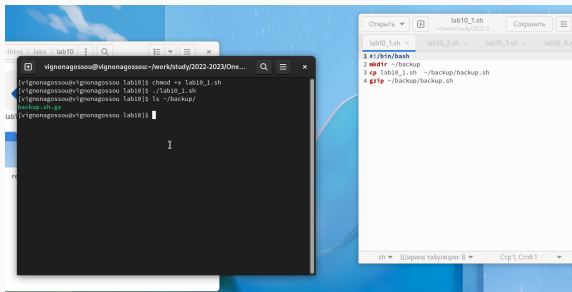 / labs / lab10
vignonagossou@vignonagossou:~/work/study/2022-2023/One...
[vignonagossou@vignonagossou lab10]$ chmod +x lab10_1.sh
[vignonagossou@vignonagossou lab10]$ ./lab10_1.sh
[vignonagossou@vignonagossou lab10]$ ls ~/backup/
backup.sh.gz
[vignonagossou@vignonagossou lab10]$
Открыть
lab10_1.sh
Сохранить
lab10_1.sh × lab10_2.sh × lab10_3.sh × lab10_4.s
1 #!/bin/bash
2 mkdir ~/backup
3 cp lab10_1.sh ~/backup/backup.sh
4 gzip ~/backup/backup.sh
sh Ширина табуляции: 8 Стр 1, Стлб 1